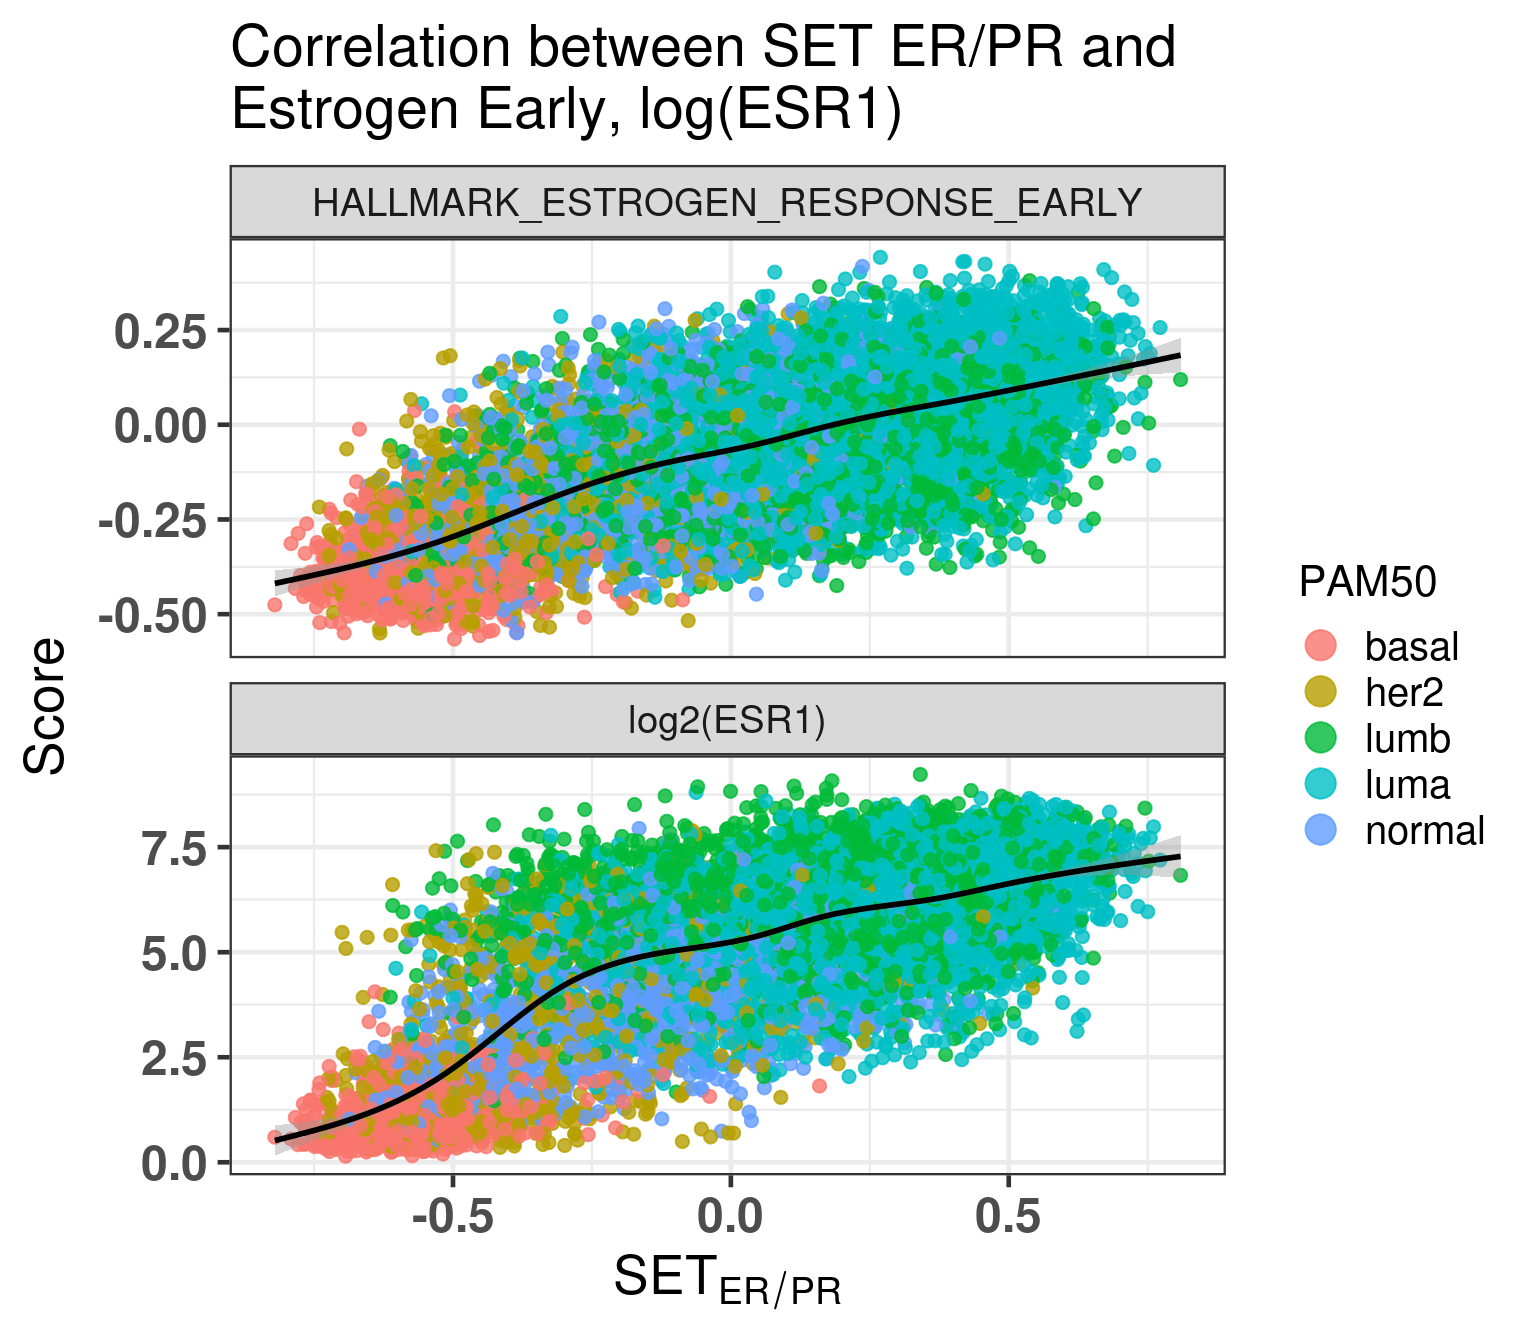 Correlation between SET ER/PR and
Estrogen Early, log(ESR1)
HALLMARK_ESTROGEN_RESPONSE_EARLY
0.25
0.00
-0.25
-0.50
log2(ESR1)
7.5
5.0
2.5
0.0
-0.5 0.0 0.5
SET ER/PR
Score
PAM50
basal
her2
lumb
luma
normal